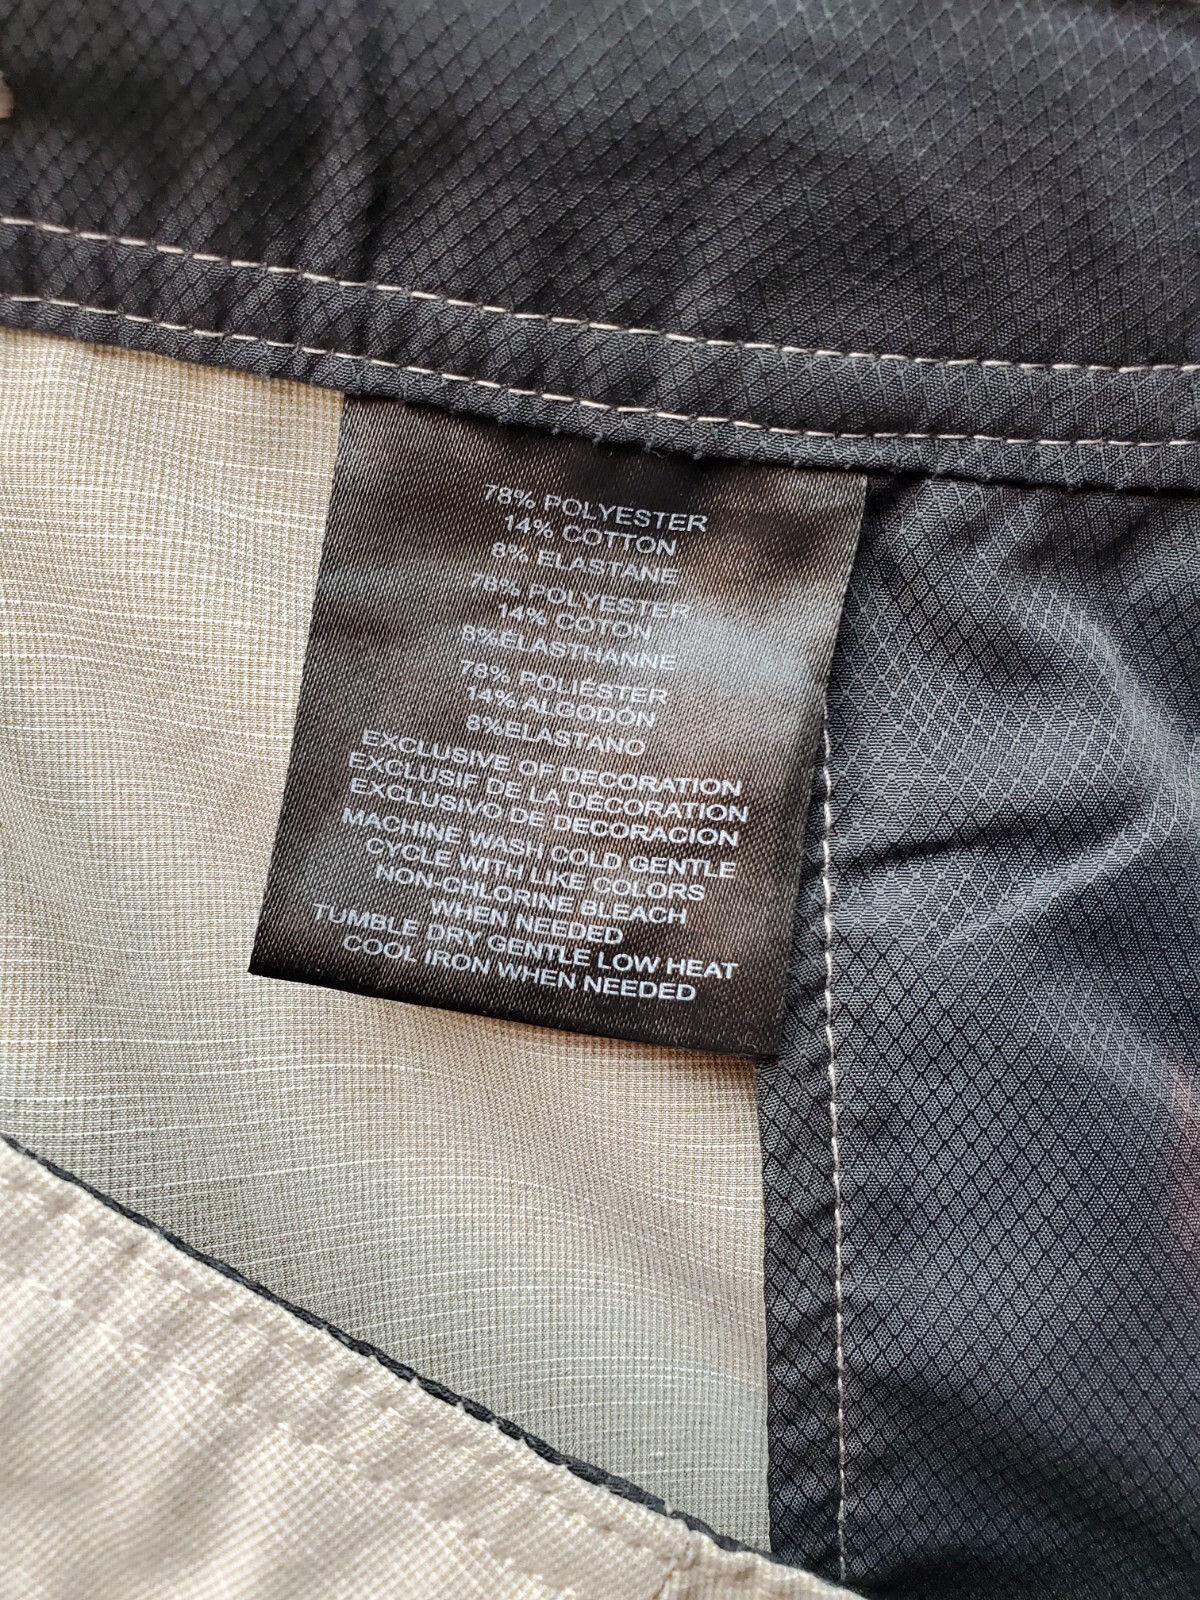 78% POLYESTER
14% COTTON
8% ELASTANE
78% POLYESTER
14% COTON
8%ELASTHANNE
78% POLIESTER
14% ALGODÓN
8%ELASTANO
EXCLUSIVE OF DECORATION
EXCLUSIF DE LA DECORATION
EXCLUSIVO DE DECORACION
MACHINE WASH COLD GENTLE
CYCLE WITH LIKE COLORS
NON-CHLORINE BLEACH
WHEN NEEDED
TUMBLE DRY GENTLE LOW HEAT
COOL IRON WHEN NEEDED